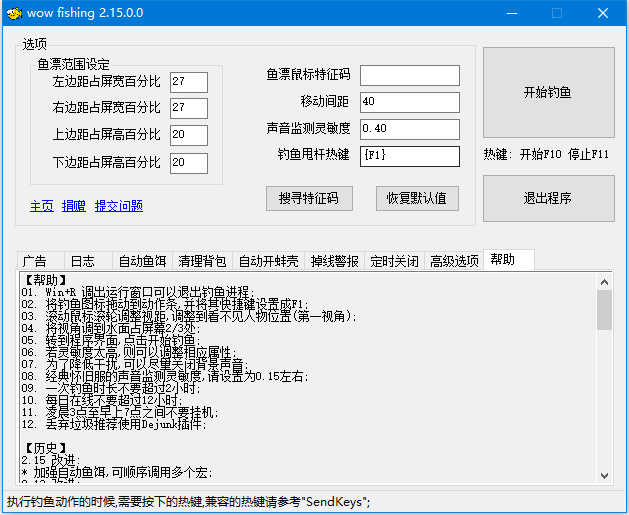 wow fishing 2.15.0.0
选项
鱼漂范围设定
左边距占屏宽百分比 27
右边距占屏宽百分比 27
上边距占屏高百分比 20
下边距占屏高百分比 20
主页 捐赠 提交问题
鱼漂鼠标特征码
移动间距 40
声音监测灵敏度 0.40
钓鱼甩杆热键 {F1}
搜寻特征码 恢复默认值
开始钓鱼
热键: 开始F10 停止F11
退出程序
广告 日志 自动鱼饵 清理背包 自动开蚌壳 掉线警报 定时关闭 高级选项 帮助
【帮助】
01. Win+R 调出运行窗口可以退出钓鱼进程;
02. 将钓鱼图标拖动到动作条,并将其快捷键设置成F1;
03. 滚动鼠标滚轮调整视距,调整到看不见人物位置(第一视角);
04. 将视角调到水面占屏幕2/3处;
05. 转到程序界面,点击开始钓鱼;
06. 若灵敏度太高,则可以调整相应属性;
07. 为了降低干扰,可以尽量关闭背景声音;
08. 经典怀旧服的声音监测灵敏度,请设置为0.15左右;
09. 一次钓鱼时长不要超过2小时;
10. 每日在线不要超过12小时;
11. 凌晨3点至早上7点之间不要挂机;
12. 丢弃垃圾推荐使用Dejunk插件;
【历史】
2.15 改进:
* 加强自动鱼饵,可顺序调用多个宏;
执行钓鱼动作的时候,需要按下的热键,兼容的热键请参考"SendKeys";